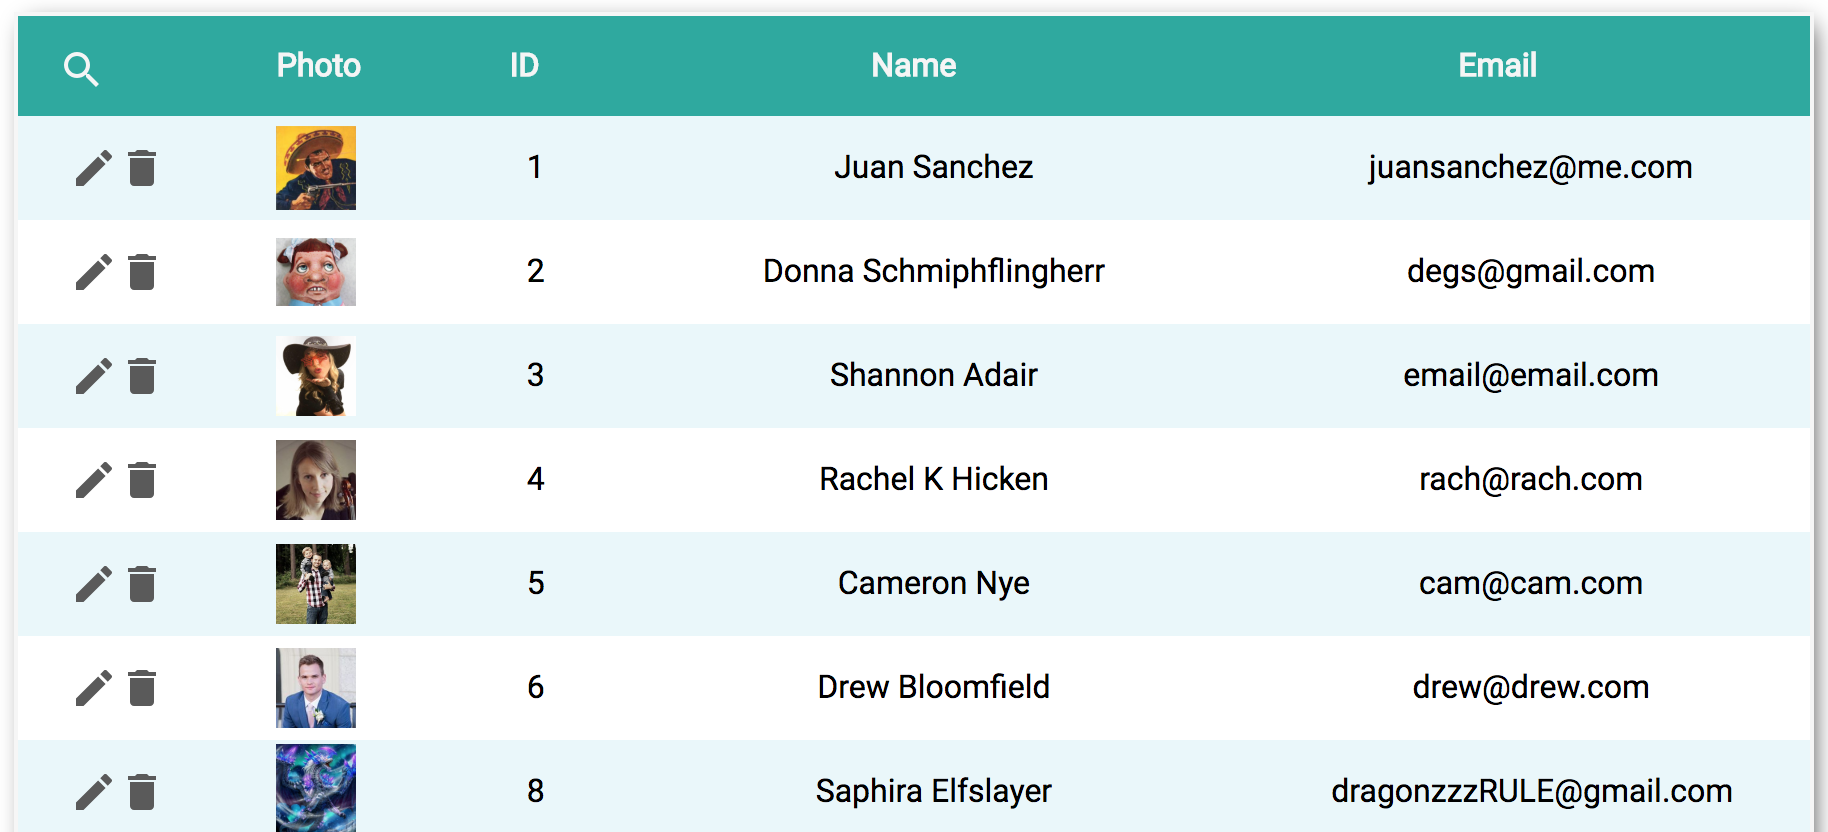 Photo ID Name Email
1 Juan Sanchez juansanchez@me.com
2 Donna Schmiphflingherr degs@gmail.com
3 Shannon Adair email@email.com
4 Rachel K Hicken rach@rach.com
5 Cameron Nye cam@cam.com
6 Drew Bloomfield drew@drew.com
8 Saphira Elfslayer dragonzzzRULE@gmail.com